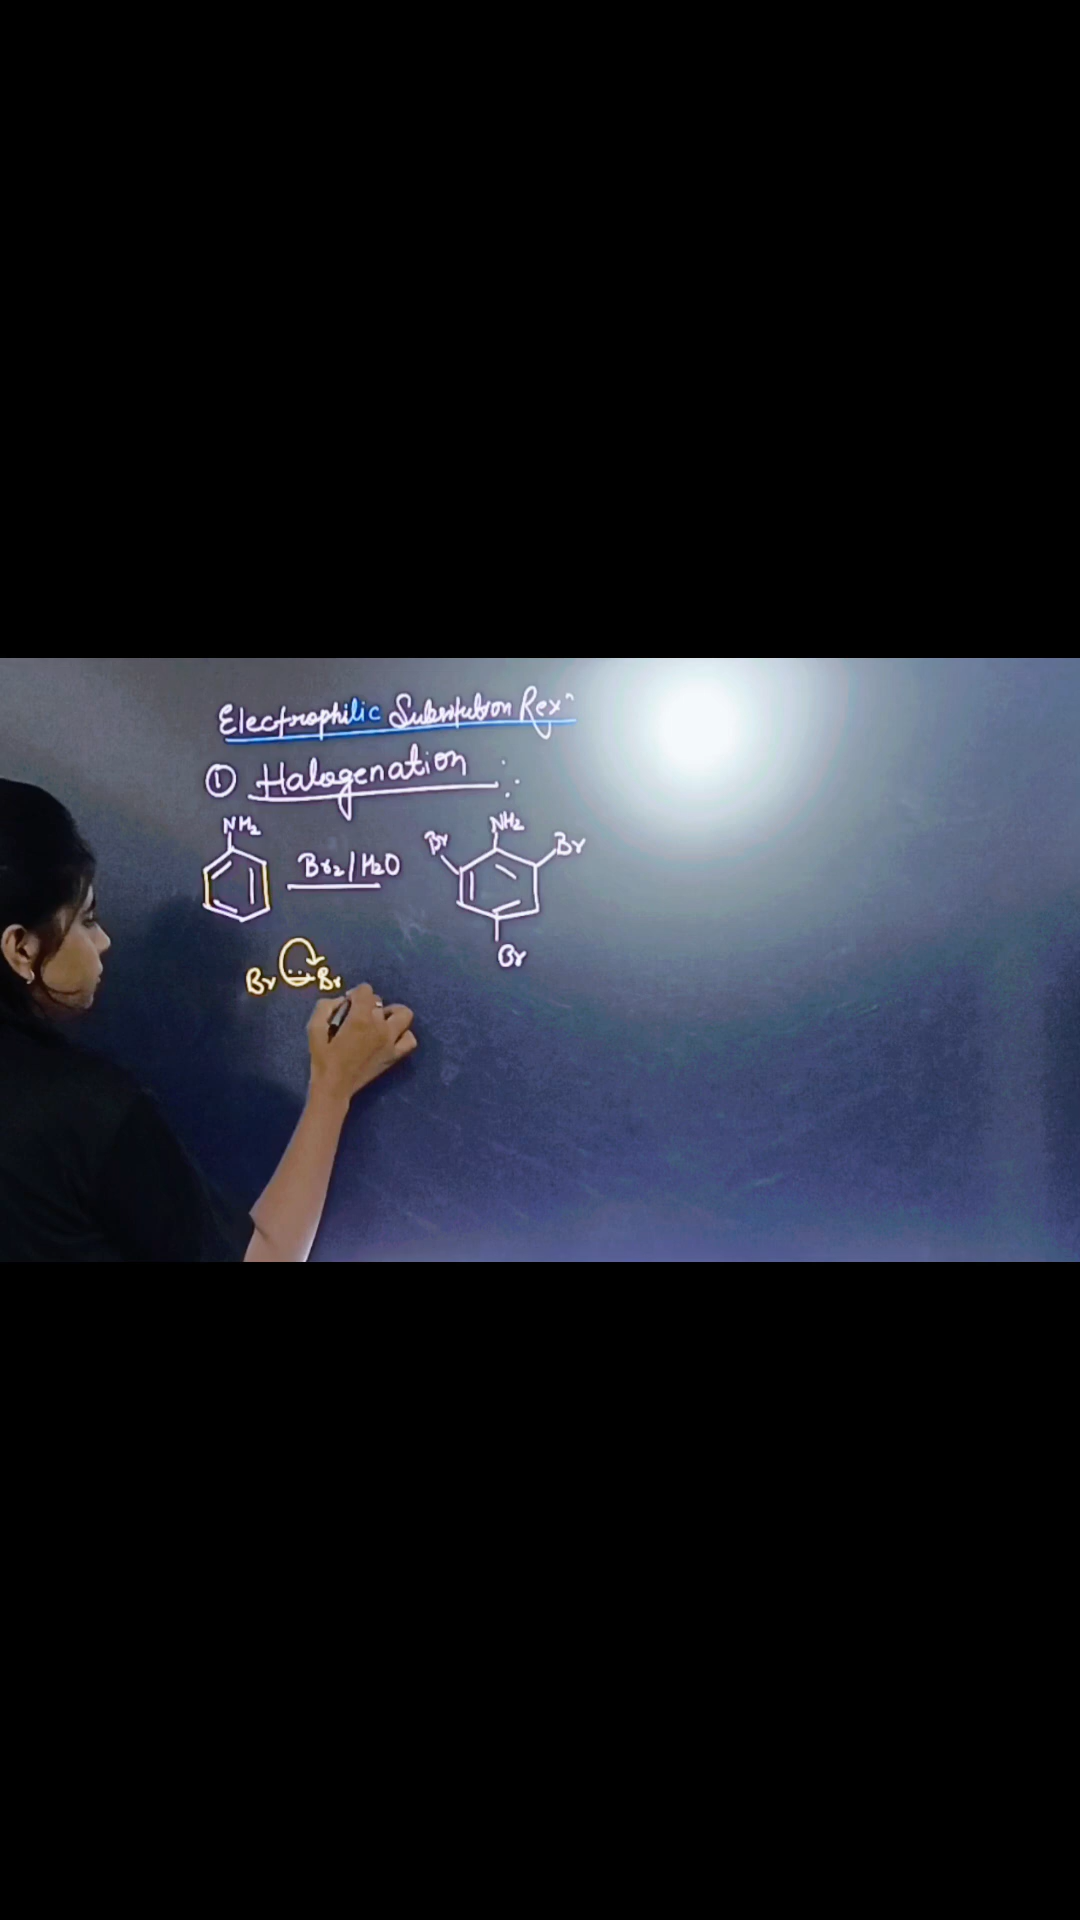 Electrophilic Substitution Rexⁿ
① Halogenation :
NH₂ Br₂/H₂O Br NH₂ Br
Br
Br Br